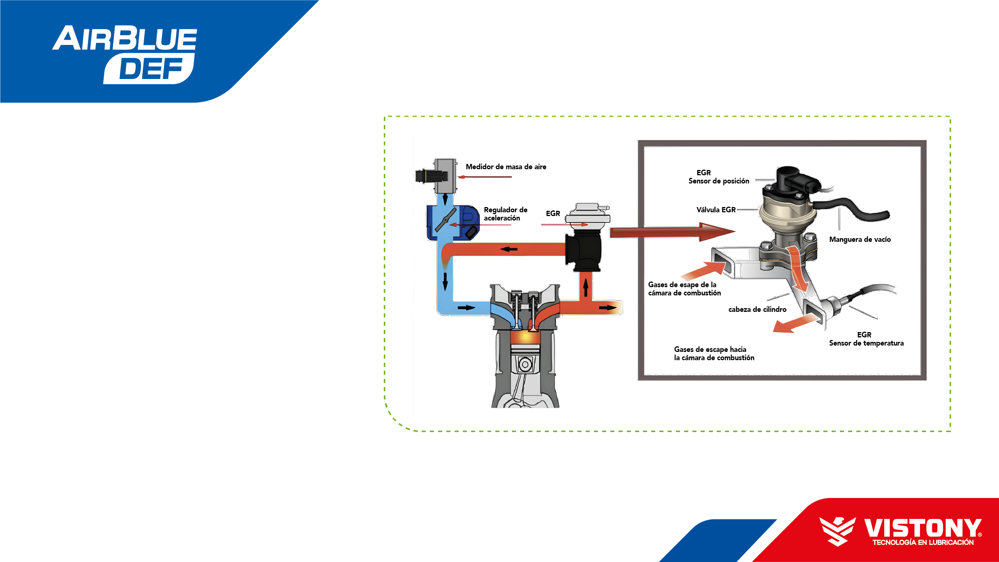 AIRBLUE
DEF
Medidor de masa de aire
Regulador de
aceleración
EGR
EGR
Sensor de posición
Válvula EGR
Manguera de vacío
Gases de esape de la
cámara de combustión
cabeza de cilindro
EGR
Sensor de temperatura
Gases de escape hacia
la cámara de combustión
VISTONY®
TECNOLOGÍA EN LUBRICACIÓN